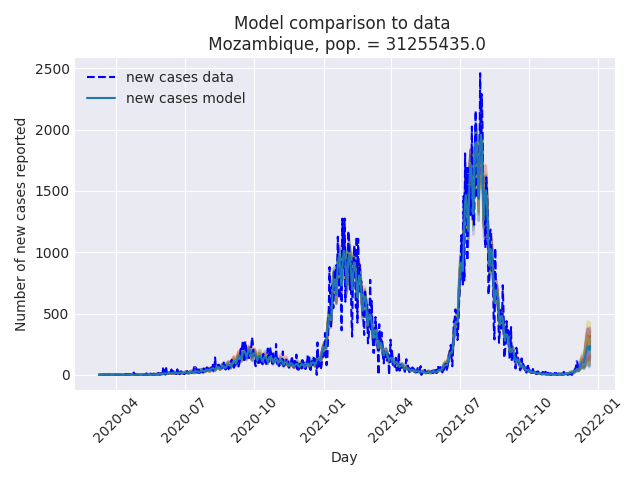 Model comparison to data
Mozambique, pop. = 31255435.0
new cases data
new cases model
Number of new cases reported
2500
2000
1500
1000
500
0
2020-04
2020-07
2020-10
2021-01
2021-04
2021-07
2021-10
2022-01
Day